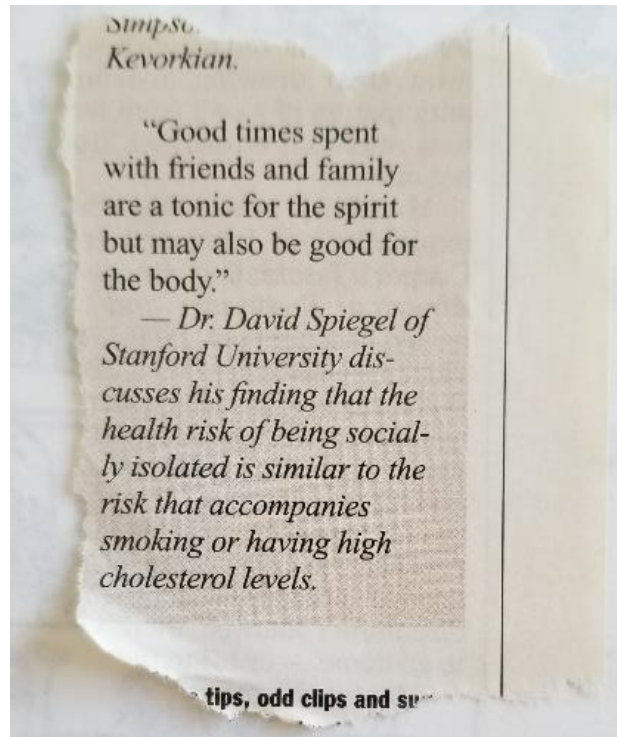 Kevorkian.
“Good times spent
with friends and family
are a tonic for the spirit
but may also be good for
the body.”
— Dr. David Spiegel of
Stanford University dis-
cusses his finding that the
health risk of being social-
ly isolated is similar to the
risk that accompanies
smoking or having high
cholesterol levels.
tips, odd clips and